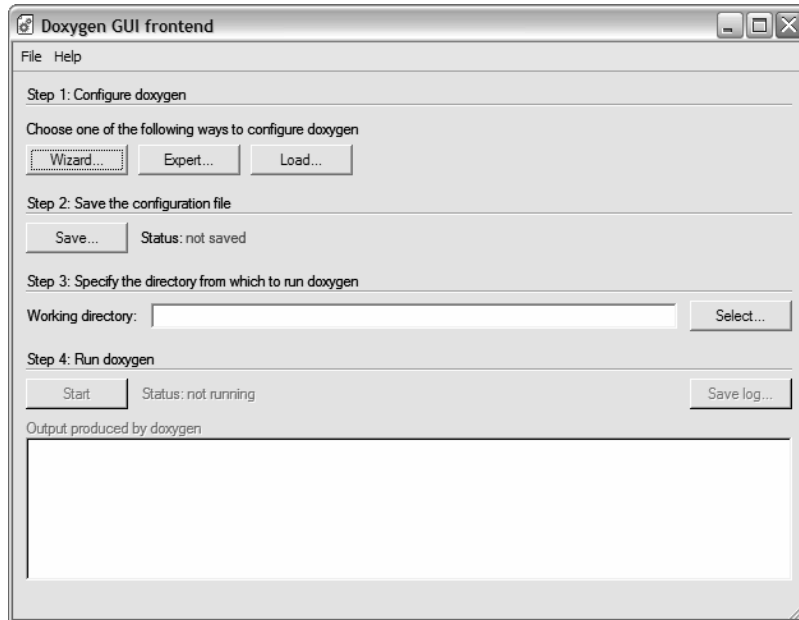 Doxygen GUI frontend
File Help
Step 1: Configure doxygen
Choose one of the following ways to configure doxygen
Wizard... Expert... Load...
Step 2: Save the configuration file
Save... Status: not saved
Step 3: Specify the directory from which to run doxygen
Working directory: Select...
Step 4: Run doxygen
Start Status: not running Save log...
Output produced by doxygen